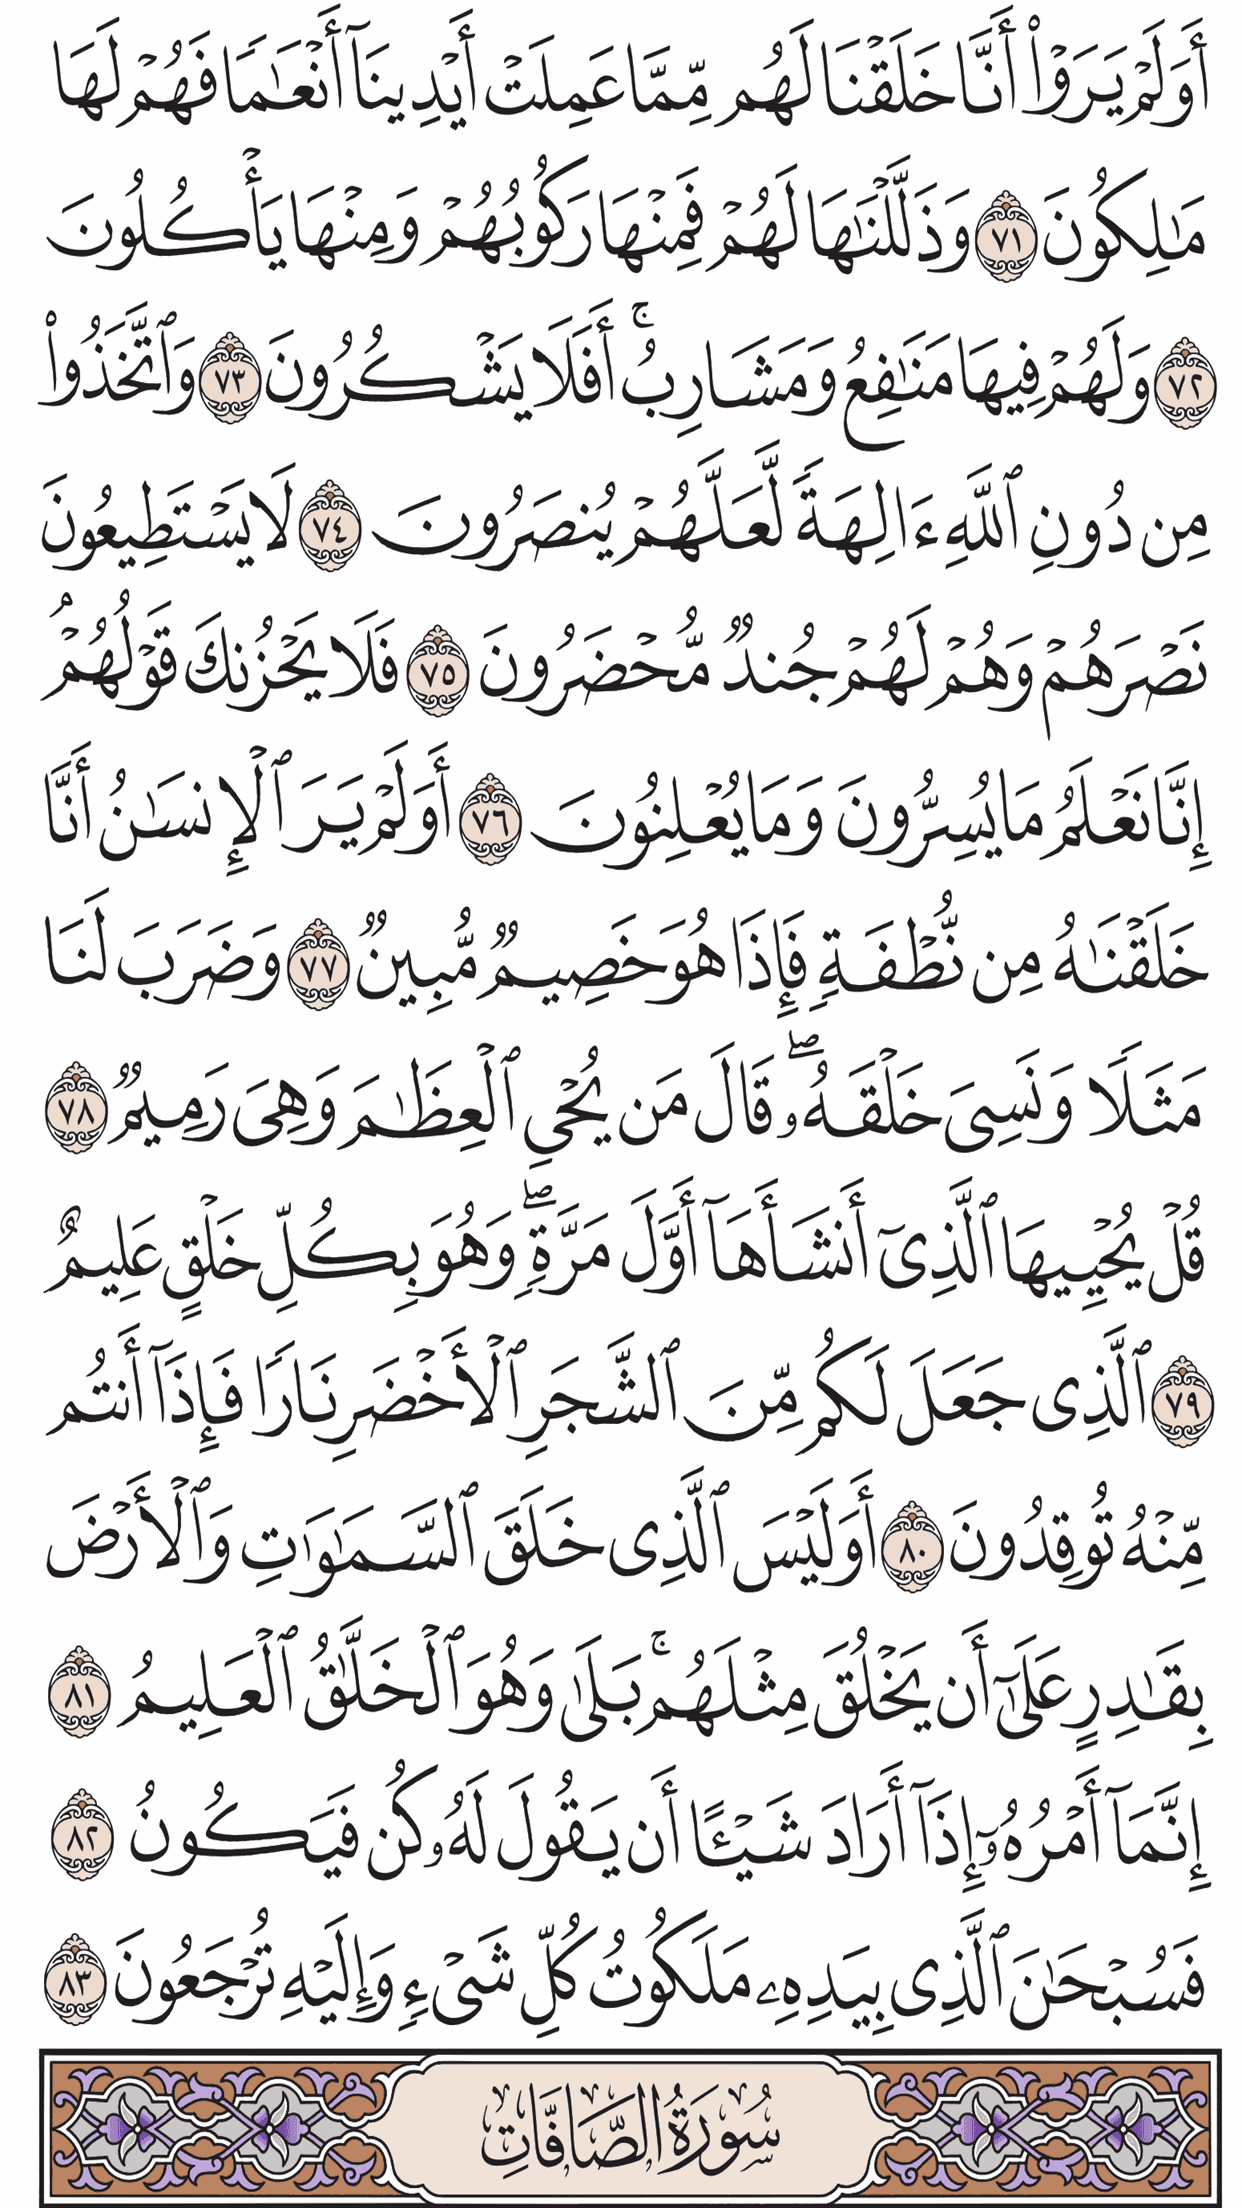 أَوَلَمۡ يَرَوۡاْ أَنَّا خَلَقۡنَا لَهُم مِّمَّا عَمِلَتۡ أَيۡدِينَآ أَنۡعَٰمٗا فَهُمۡ لَهَا
مَٰلِكُونَ ٧١ وَذَلَّلۡنَٰهَا لَهُمۡ فَمِنۡهَا رَكُوبُهُمۡ وَمِنۡهَا يَأۡكُلُونَ
٧٢ وَلَهُمۡ فِيهَا مَنَٰفِعُ وَمَشَارِبُۚ أَفَلَا يَشۡكُرُونَ ٧٣ وَٱتَّخَذُواْ
مِن دُونِ ٱللَّهِ ءَالِهَةٗ لَّعَلَّهُمۡ يُنصَرُونَ ٧٤ لَا يَسۡتَطِيعُونَ
نَصۡرَهُمۡ وَهُمۡ لَهُمۡ جُندٞ مُّحۡضَرُونَ ٧٥ فَلَا يَحۡزُنكَ قَوۡلُهُمۡۘ
إِنَّا نَعۡلَمُ مَا يُسِرُّونَ وَمَا يُعۡلِنُونَ ٧٦ أَوَلَمۡ يَرَ ٱلۡإِنسَٰنُ أَنَّا
خَلَقۡنَٰهُ مِن نُّطۡفَةٖ فَإِذَا هُوَ خَصِيمٞ مُّبِينٞ ٧٧ وَضَرَبَ لَنَا
مَثَلٗا وَنَسِيَ خَلۡقَهُۥۖ قَالَ مَن يُحۡيِ ٱلۡعِظَٰمَ وَهِيَ رَمِيمٞ ٧٨
قُلۡ يُحۡيِيهَا ٱلَّذِيٓ أَنشَأَهَآ أَوَّلَ مَرَّةٖۖ وَهُوَ بِكُلِّ خَلۡقٍ عَلِيمٌ
٧٩ ٱلَّذِي جَعَلَ لَكُم مِّنَ ٱلشَّجَرِ ٱلۡأَخۡضَرِ نَارٗا فَإِذَآ أَنتُم
مِّنۡهُ تُوقِدُونَ ٨٠ أَوَلَيۡسَ ٱلَّذِي خَلَقَ ٱلسَّمَٰوَٰتِ وَٱلۡأَرۡضَ
بِقَٰدِرٍ عَلَىٰٓ أَن يَخۡلُقَ مِثۡلَهُمۚ بَلَىٰ وَهُوَ ٱلۡخَلَّٰقُ ٱلۡعَلِيمُ ٨١
إِنَّمَآ أَمۡرُهُۥٓ إِذَآ أَرَادَ شَيۡـًٔا أَن يَقُولَ لَهُۥ كُن فَيَكُونُ ٨٢
فَسُبۡحَٰنَ ٱلَّذِي بِيَدِهِۦ مَلَكُوتُ كُلِّ شَيۡءٖ وَإِلَيۡهِ تُرۡجَعُونَ ٨٣
سُورَةُ الصَّافَّاتِ